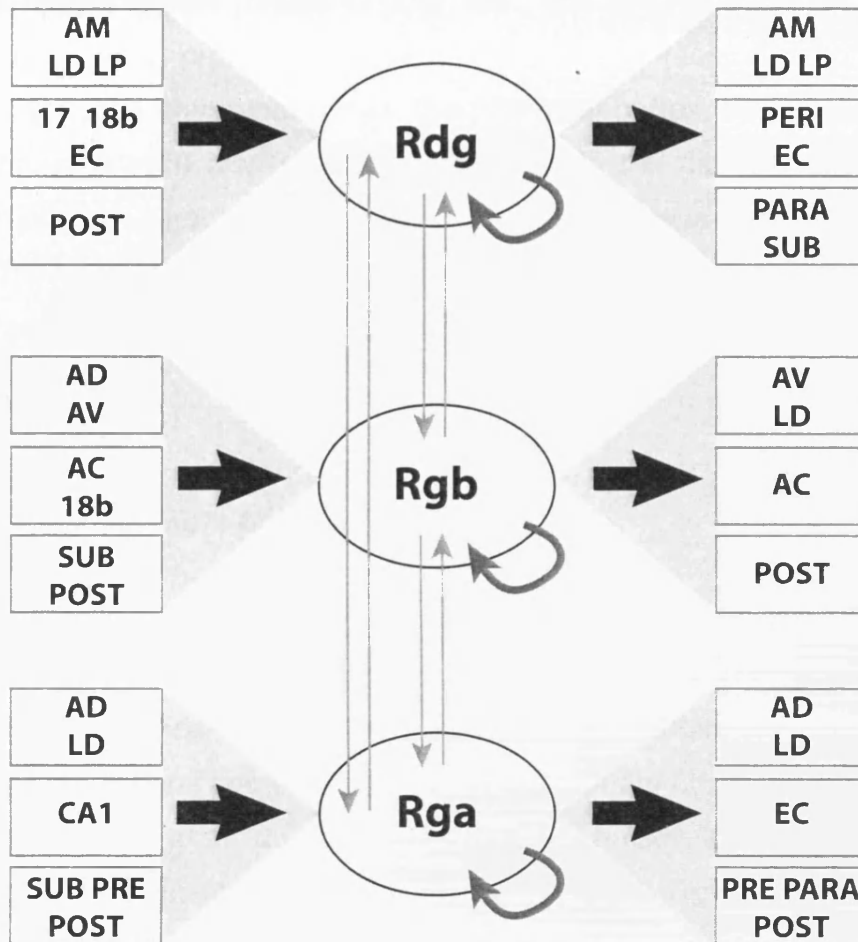 AM
LD LP
17 18b
EC
POST
Rdg
AM
LD LP
PERI
EC
PARA
SUB
AD
AV
AC
18b
SUB
POST
Rgb
AV
LD
AC
POST
AD
LD
CA1
SUB PRE
POST
Rga
AD
LD
EC
PRE PARA
POST